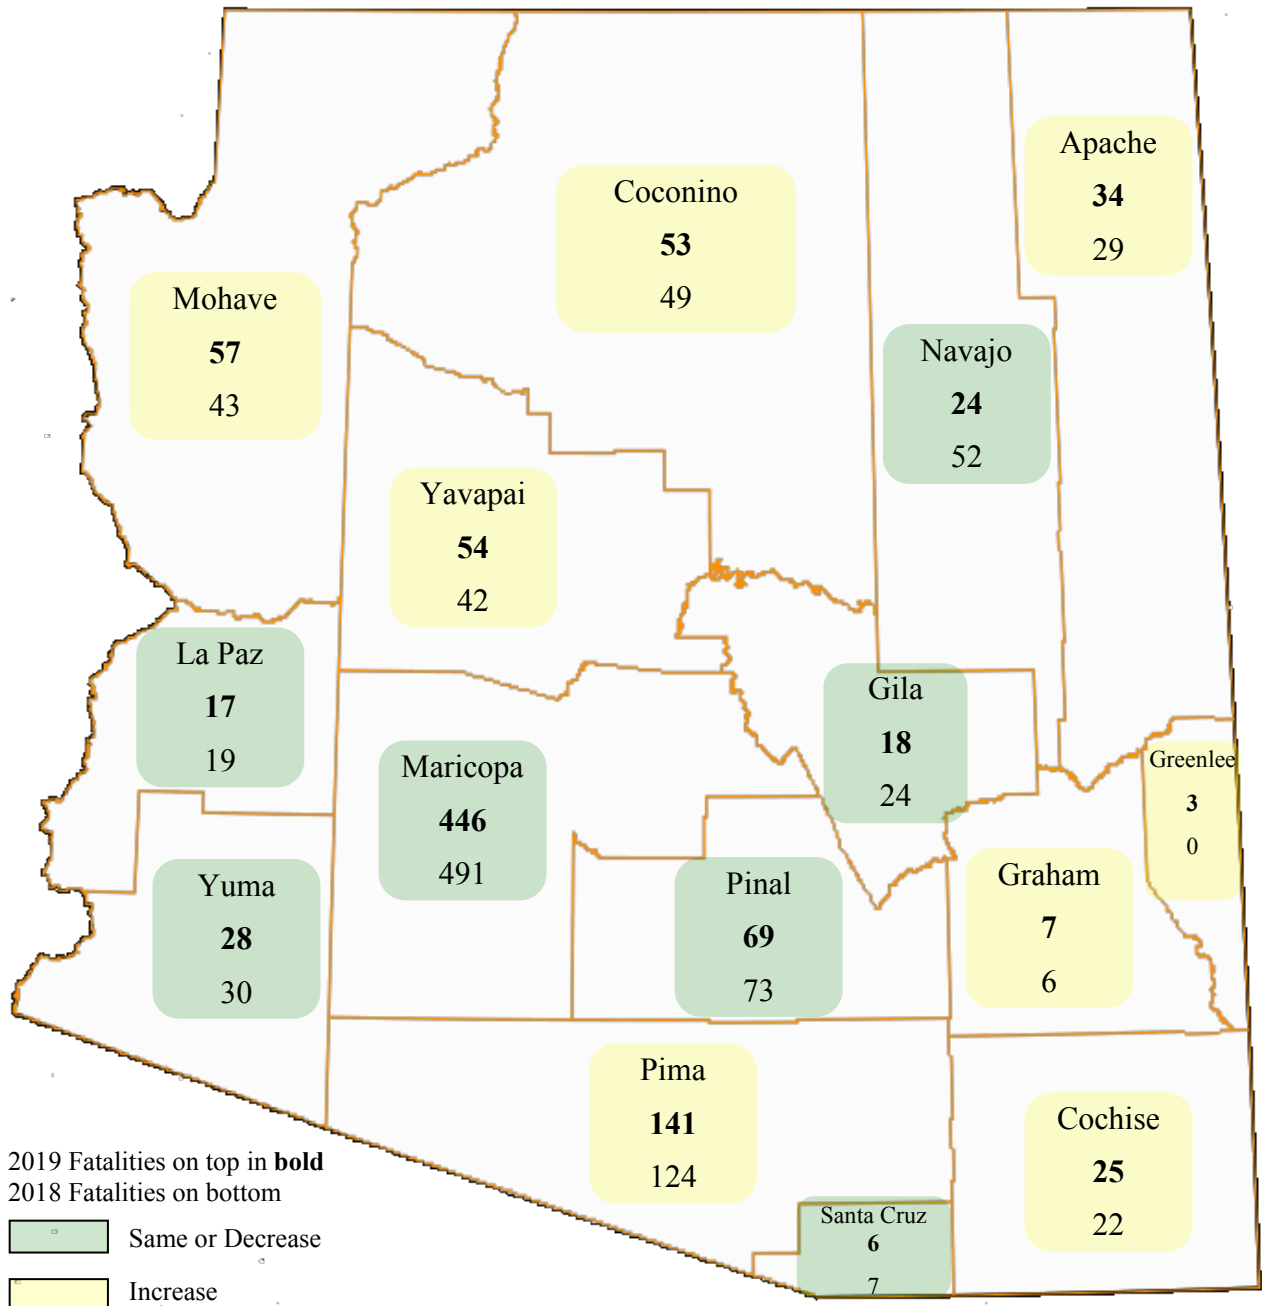 Apache
34
29
Coconino
53
49
Mohave
57
43
Navajo
24
52
Yavapai
54
42
La Paz
17
19
Gila
18
24
Maricopa
446
491
Greenlee
3
0
Yuma
28
30
Pinal
69
73
Graham
7
6
Pima
141
124
Cochise
25
22
Santa Cruz
6
7
2019 Fatalities on top in bold
2018 Fatalities on bottom
Same or Decrease
Increase